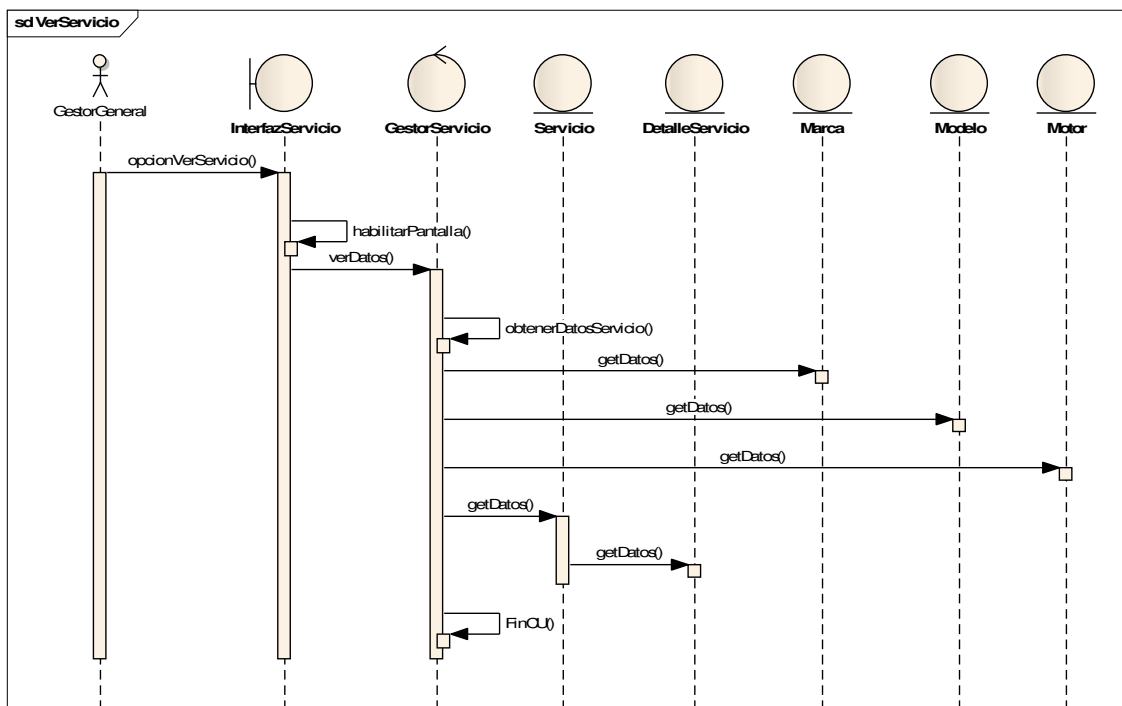 sd VerServicio
GestorGeneral
InterfazServicio
GestorServicio
Servicio
DetalleServicio
Marca
Modelo
Motor
opcionVerServicio()
habilitarPantalla()
verDatos()
obtenerDatosServicio()
getDatos()
getDatos()
getDatos()
getDatos()
getDatos()
FinCU()